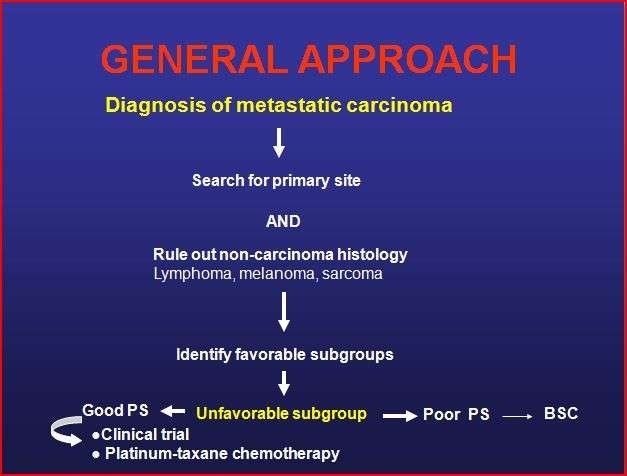 GENERAL APPROACH
Diagnosis of metastatic carcinoma
Search for primary site
AND
Rule out non-carcinoma histology
Lymphoma, melanoma, sarcoma
Identify favorable subgroups
Good PS Unfavorable subgroup Poor PS BSC
●Clinical trial
● Platinum-taxane chemotherapy